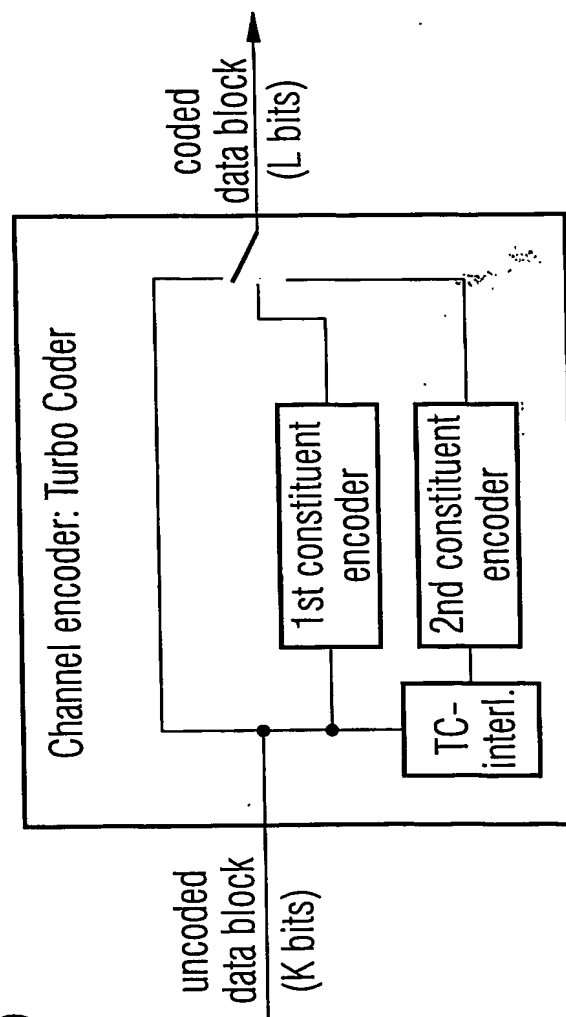 Channel encoder: Turbo Coder
uncoded
data block
(K bits)
1st constituent
encoder
TC-
interl.
2nd constituent
encoder
coded
data block
(L bits)